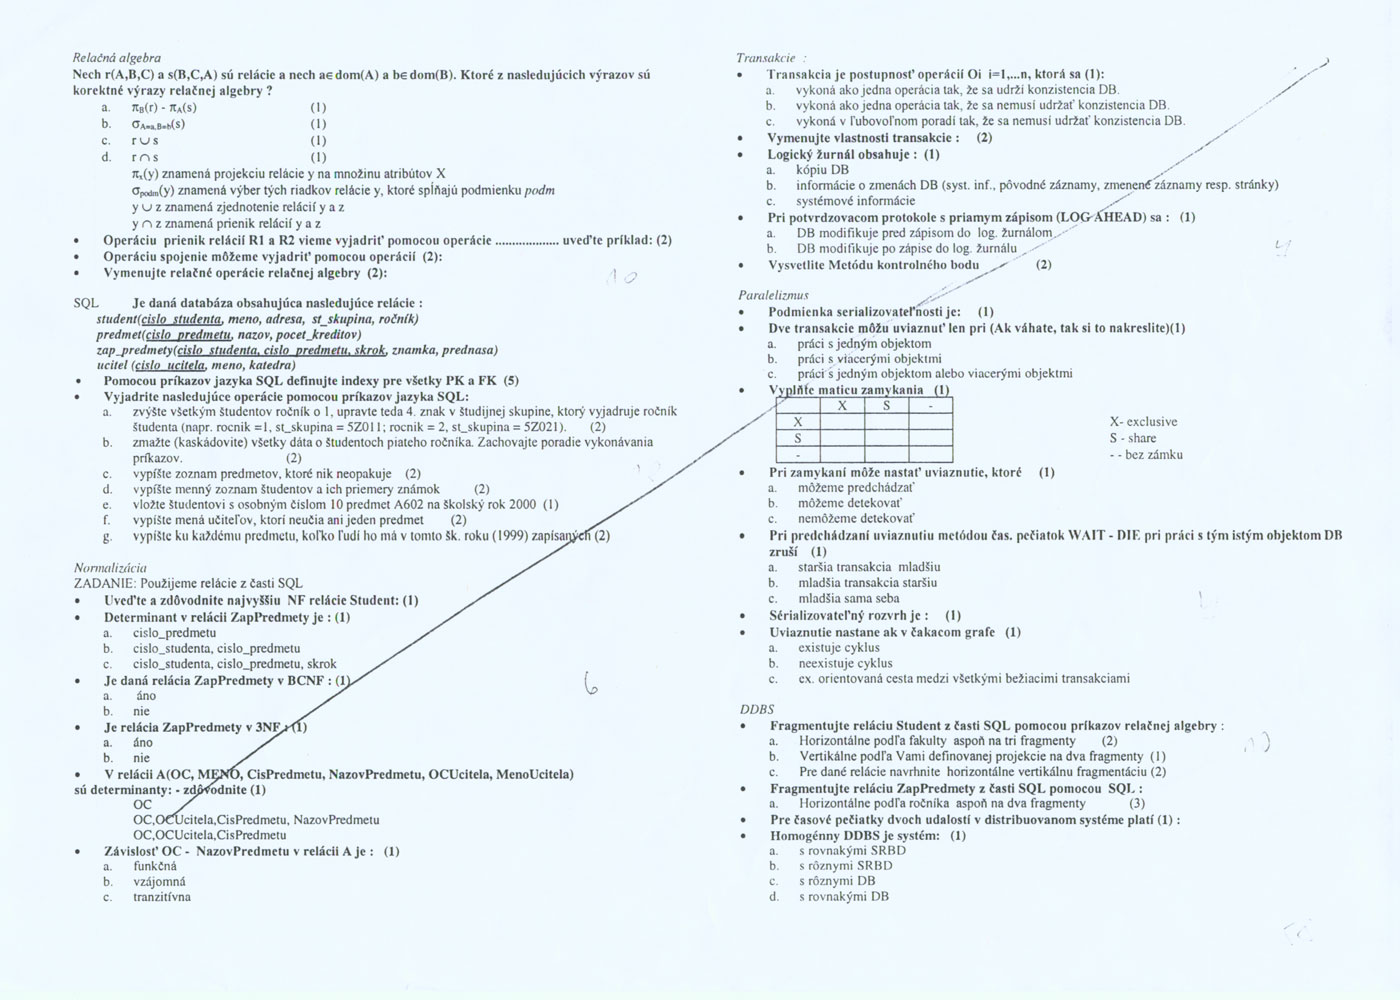 Relačná algebra
Nech r(A,B,C) a s(B,C,A) sú relácie a nech a∈dom(A) a b∈dom(B). Ktoré z nasledujúcich výrazov sú
korektné výrazy relačnej algebry ?
a. πB(r) - πA(s) (1)
b. σA=a,B=b(s) (1)
c. r ∪ s (1)
d. r ∩ s (1)
πx(y) znamená projekciu relácie y na množinu atribútov X
σpodm(y) znamená výber tých riadkov relácie y, ktoré spĺňajú podmienku podm
y ∪ z znamená zjednotenie relácií y a z
y ∩ z znamená prienik relácií y a z
• Operáciu prienik relácií R1 a R2 vieme vyjadriť pomocou operácie ................... uveďte príklad: (2)
• Operáciu spojenie môžeme vyjadriť pomocou operácií (2):
• Vymenujte relačné operácie relačnej algebry (2):
10
SQL Je daná databáza obsahujúca nasledujúce relácie :
student(cislo_studenta, meno, adresa, st_skupina, ročník)
predmet(cislo_predmetu, nazov, pocet_kreditov)
zap_predmety(cislo_studenta, cislo_predmetu, skrok, znamka, prednasa)
ucitel (cislo_ucitela, meno, katedra)
• Pomocou príkazov jazyka SQL definujte indexy pre všetky PK a FK (5)
• Vyjadrite nasledujúce operácie pomocou príkazov jazyka SQL:
a. zvýšte všetkým študentov ročník o 1, upravte teda 4. znak v študijnej skupine, ktorý vyjadruje ročník
študenta (napr. rocnik =1, st_skupina = 5Z011; rocnik = 2, st_skupina = 5Z021). (2)
b. zmažte (kaskádovite) všetky dáta o študentoch piateho ročníka. Zachovajte poradie vykonávania
príkazov. (2)
c. vypíšte zoznam predmetov, ktoré nik neopakuje (2)
d. vypíšte menný zoznam študentov a ich priemery známok (2)
e. vložte študentovi s osobným číslom 10 predmet A602 na školský rok 2000 (1)
f. vypíšte mená učiteľov, ktorí neučia ani jeden predmet (2)
g. vypíšte ku každému predmetu, koľko ľudí ho má v tomto šk. roku (1999) zapísaných (2)
Normalizácia
ZADANIE: Použijeme relácie z časti SQL
• Uveďte a zdôvodnite najvyššiu NF relácie Student: (1)
• Determinant v relácii ZapPredmety je : (1)
a. cislo_predmetu
b. cislo_studenta, cislo_predmetu
c. cislo_studenta, cislo_predmetu, skrok
• Je daná relácia ZapPredmety v BCNF : (1)
a. áno
b. nie
6
• Je relácia ZapPredmety v 3NF : (1)
a. áno
b. nie
• V relácii A(OC, MENO, CisPredmetu, NazovPredmetu, OCUcitela, MenoUcitela)
sú determinanty: - zdôvodnite (1)
OC
OC,OCUcitela,CisPredmetu, NazovPredmetu
OC,OCUcitela,CisPredmetu
• Závislosť OC - NazovPredmetu v relácii A je : (1)
a. funkčná
b. vzájomná
c. tranzitívna
Transakcie :
• Transakcia je postupnosť operácií Oi i=1,...n, ktorá sa (1):
a. vykoná ako jedna operácia tak, že sa udrží konzistencia DB.
b. vykoná ako jedna operácia tak, že sa nemusí udržať konzistencia DB.
c. vykoná v ľubovoľnom poradí tak, že sa nemusí udržať konzistencia DB.
• Vymenujte vlastnosti transakcie : (2)
• Logický žurnál obsahuje : (1)
a. kópiu DB
b. informácie o zmenách DB (syst. inf., pôvodné záznamy, zmenené záznamy resp. stránky)
c. systémové informácie
• Pri potvrdzovacom protokole s priamym zápisom (LOG AHEAD) sa : (1)
a. DB modifikuje pred zápisom do log. žurnálom
b. DB modifikuje po zápise do log. žurnálu
• Vysvetlite Metódu kontrolného bodu (2)
Paralelizmus
• Podmienka serializovateľnosti je: (1)
• Dve transakcie môžu uviaznuť len pri (Ak váhate, tak si to nakreslite)(1)
a. práci s jedným objektom
b. práci s viacerými objektmi
c. práci s jedným objektom alebo viacerými objektmi
• Vyplňte maticu zamykania (1)
X S -
X X- exclusive
S S - share
- - - bez zámku
• Pri zamykaní môže nastať uviaznutie, ktoré (1)
a. môžeme predchádzať
b. môžeme detekovať
c. nemôžeme detekovať
• Pri predchádzaní uviaznutiu metódou čas. pečiatok WAIT - DIE pri práci s tým istým objektom DB
zruší (1)
a. staršia transakcia mladšiu
b. mladšia transakcia staršiu
c. mladšia sama seba
• Sérializovateľný rozvrh je : (1)
• Uviaznutie nastane ak v čakacom grafe (1)
a. existuje cyklus
b. neexistuje cyklus
c. ex. orientovaná cesta medzi všetkými bežiacimi transakciami
DDBS
• Fragmentujte reláciu Student z časti SQL pomocou príkazov relačnej algebry :
a. Horizontálne podľa fakulty aspoň na tri fragmenty (2)
b. Vertikálne podľa Vami definovanej projekcie na dva fragmenty (1)
c. Pre dané relácie navrhnite horizontálne vertikálnu fragmentáciu (2)
• Fragmentujte reláciu ZapPredmety z časti SQL pomocou SQL :
a. Horizontálne podľa ročníka aspoň na dva fragmenty (3)
• Pre časové pečiatky dvoch udalostí v distribuovanom systéme platí (1) :
• Homogénny DDBS je systém: (1)
a. s rovnakými SRBD
b. s rôznymi SRBD
c. s rôznymi DB
d. s rovnakými DB